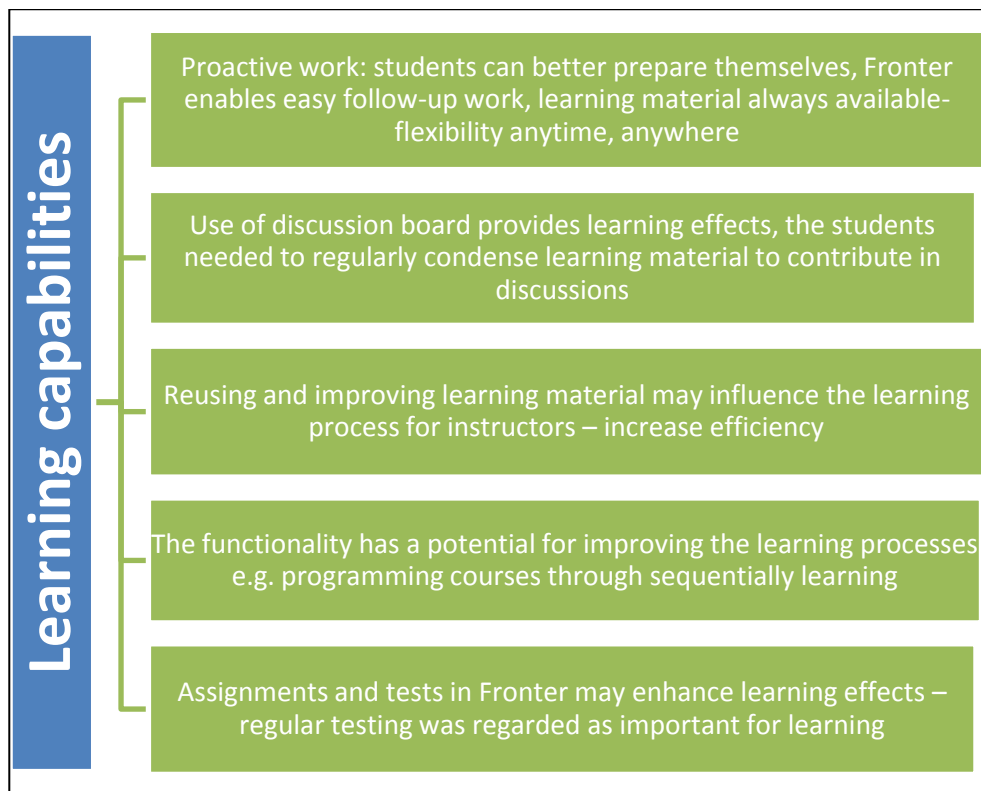 Learning capabilities
Proactive work: students can better prepare themselves, Fronter
enables easy follow-up work, learning material always available-
flexibility anytime, anywhere
Use of discussion board provides learning effects, the students
needed to regularly condense learning material to contribute in
discussions
Reusing and improving learning material may influence the learning
process for instructors – increase efficiency
The functionality has a potential for improving the learning processes
e.g. programming courses through sequentially learning
Assignments and tests in Fronter may enhance learning effects –
regular testing was regarded as important for learning